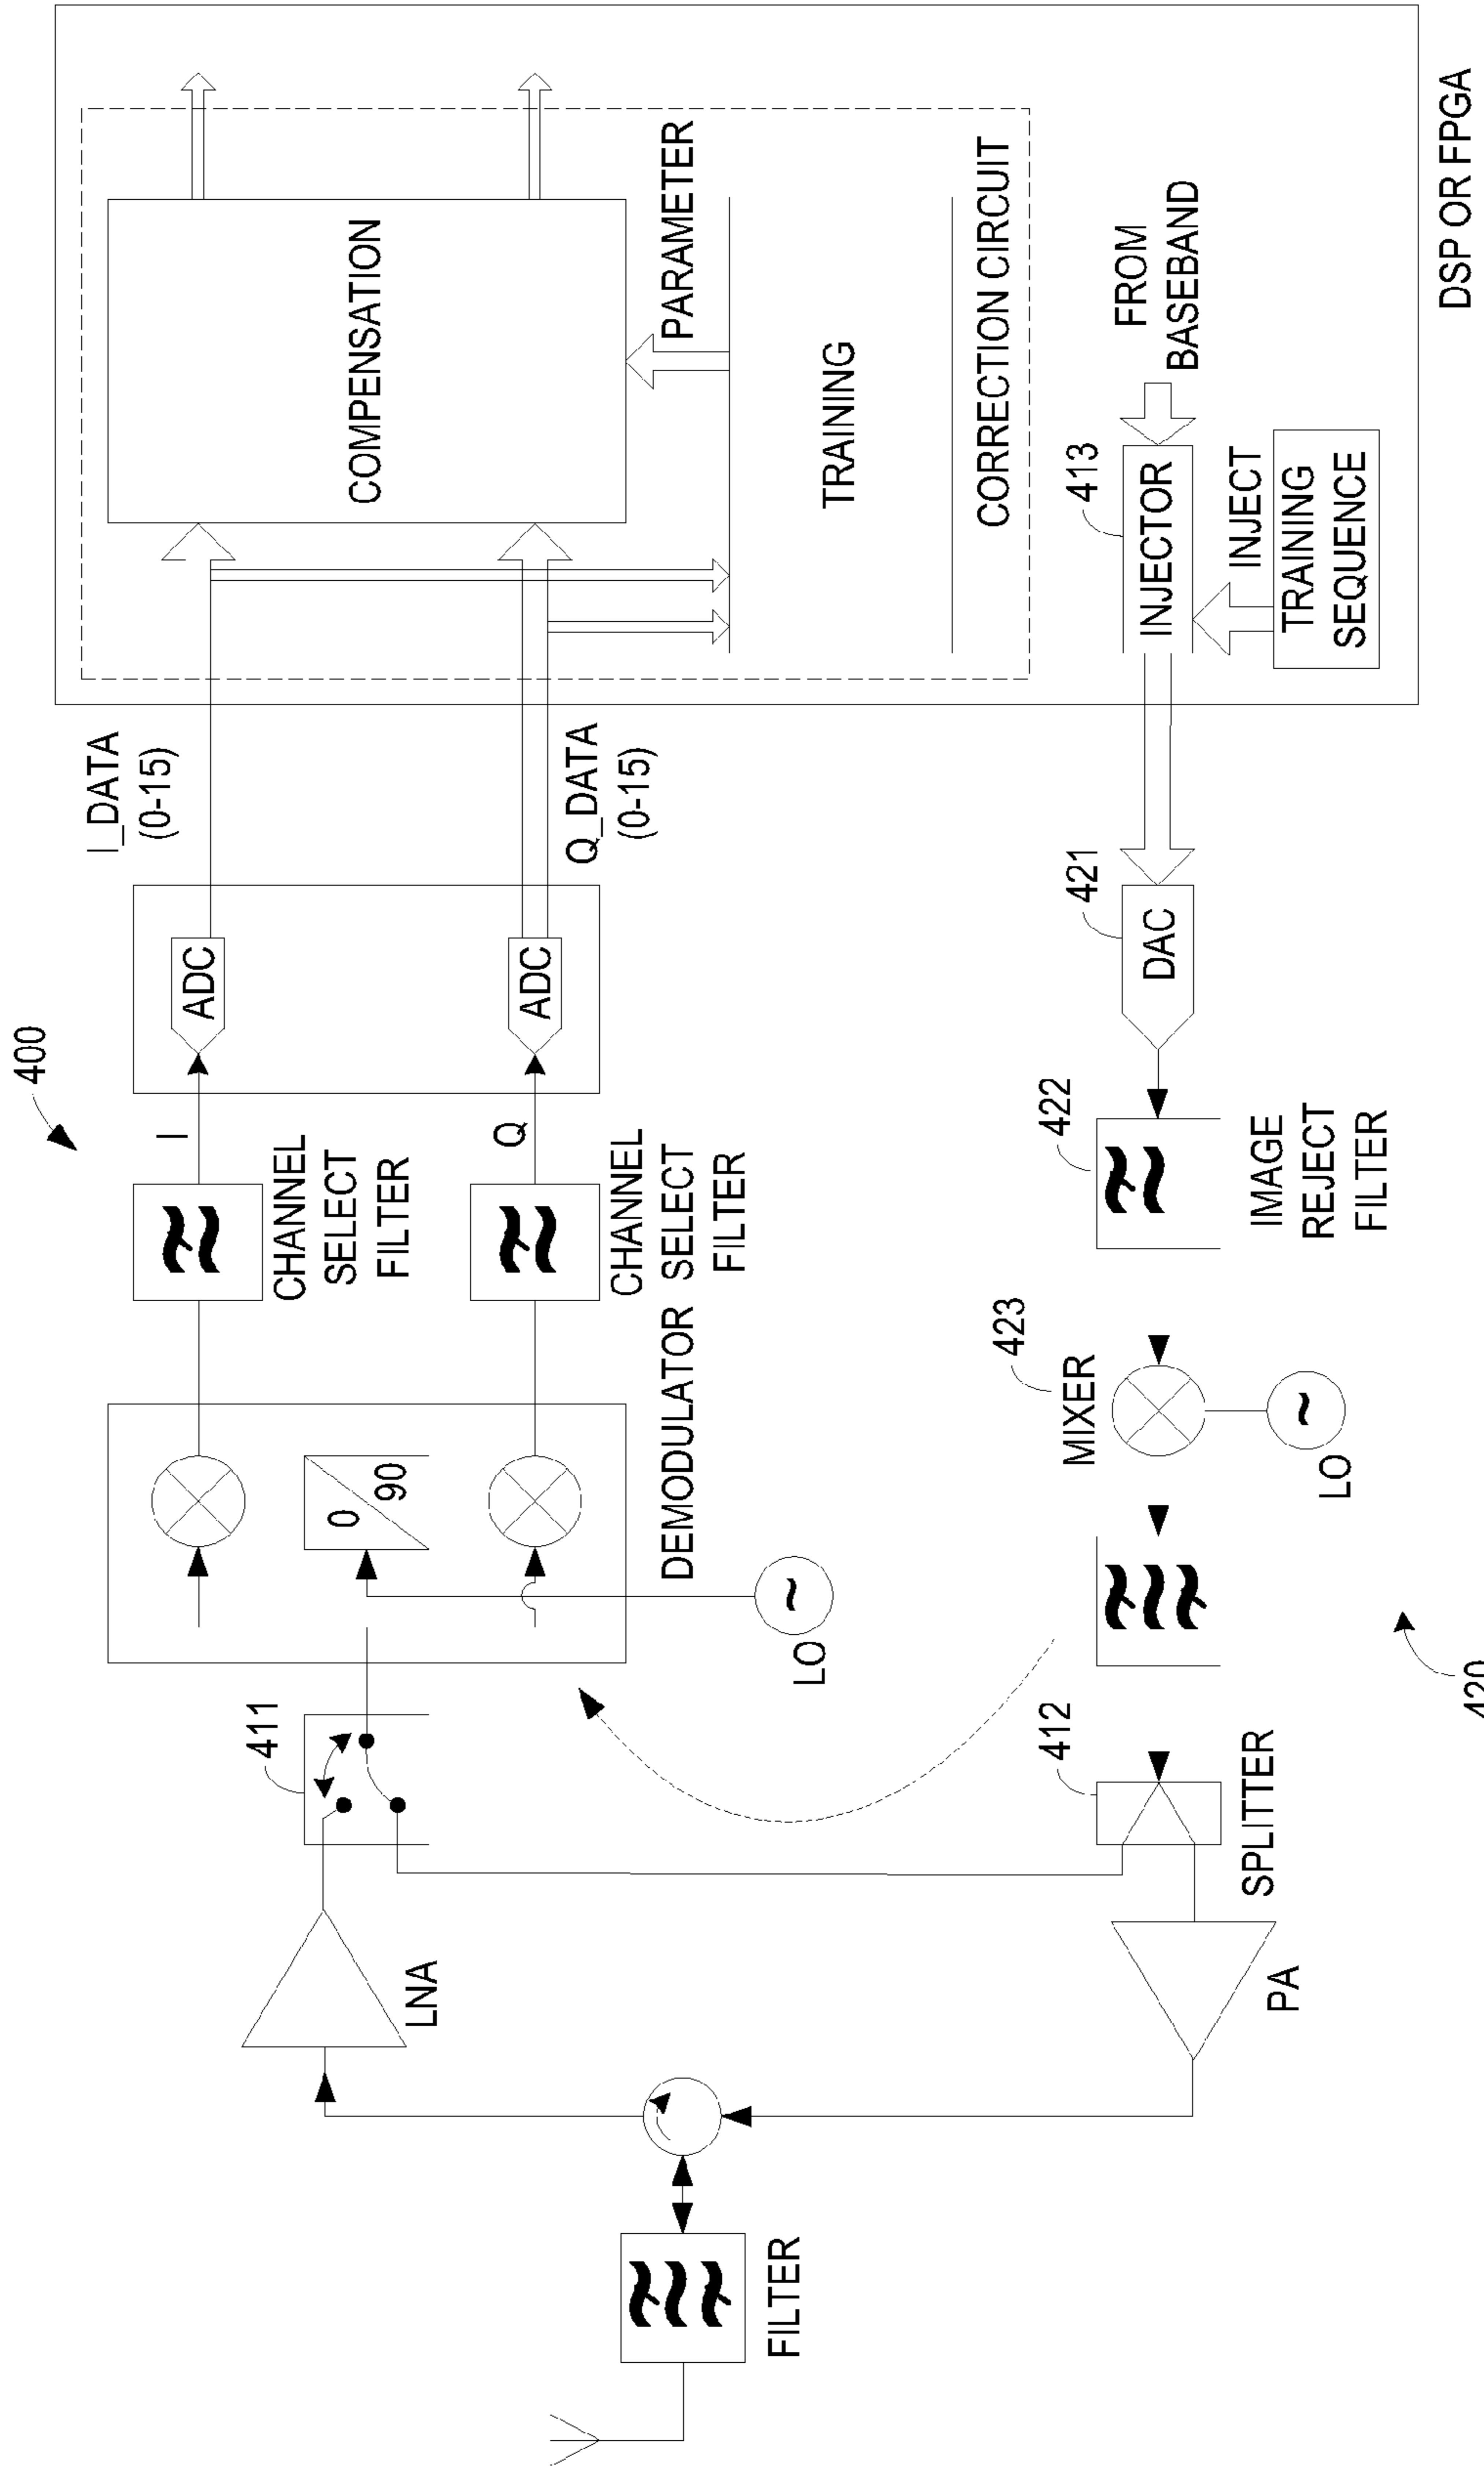 400
I_DATA
(0-15)
Q_DATA
(0-15)
I
Q
ADC
ADC
CHANNEL
SELECT
FILTER
CHANNEL
SELECT
FILTER
0
90
DEMODULATOR
LO
411
LNA
FILTER
COMPENSATION
PARAMETER
TRAINING
CORRECTION CIRCUIT
FROM
BASEBAND
413
INJECTOR
INJECT
TRAINING
SEQUENCE
DSP OR FPGA
421
DAC
422
IMAGE
REJECT
FILTER
423
MIXER
LO
412
SPLITTER
PA
420